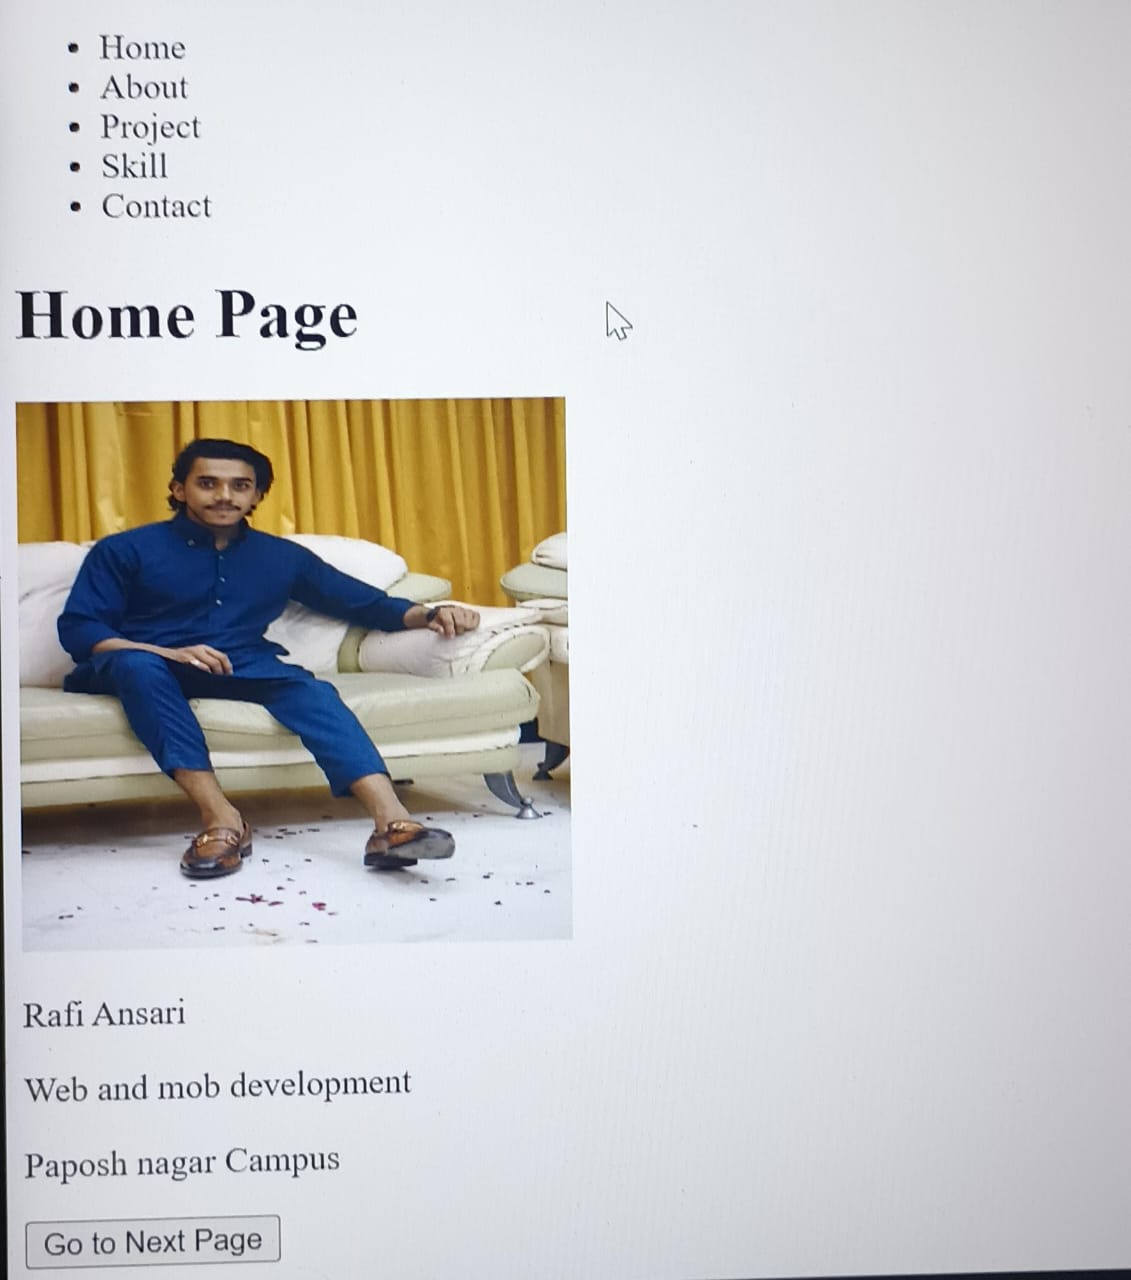 Home
About
Project
Skill
Contact
Home Page
Rafi Ansari
Web and mob development
Paposh nagar Campus
Go to Next Page